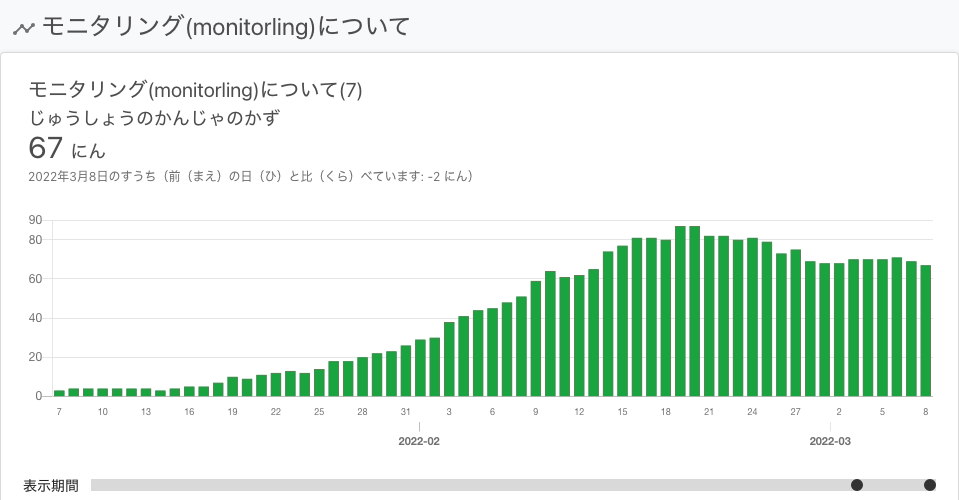 モニタリング(monitorling)について
モニタリング(monitorling)について(7)
じゅうしょうのかんじゃのかず
67 にん
2022年3月8日のすうち（前（まえ）の日（ひ）と比（くら）べています: -2 にん）
90
80
60
40
20
0
7 10 13 16 19 22 25 28 31 3 6 9 12 15 18 21 24 27 2 5 8
2022-02 2022-03
表示期間